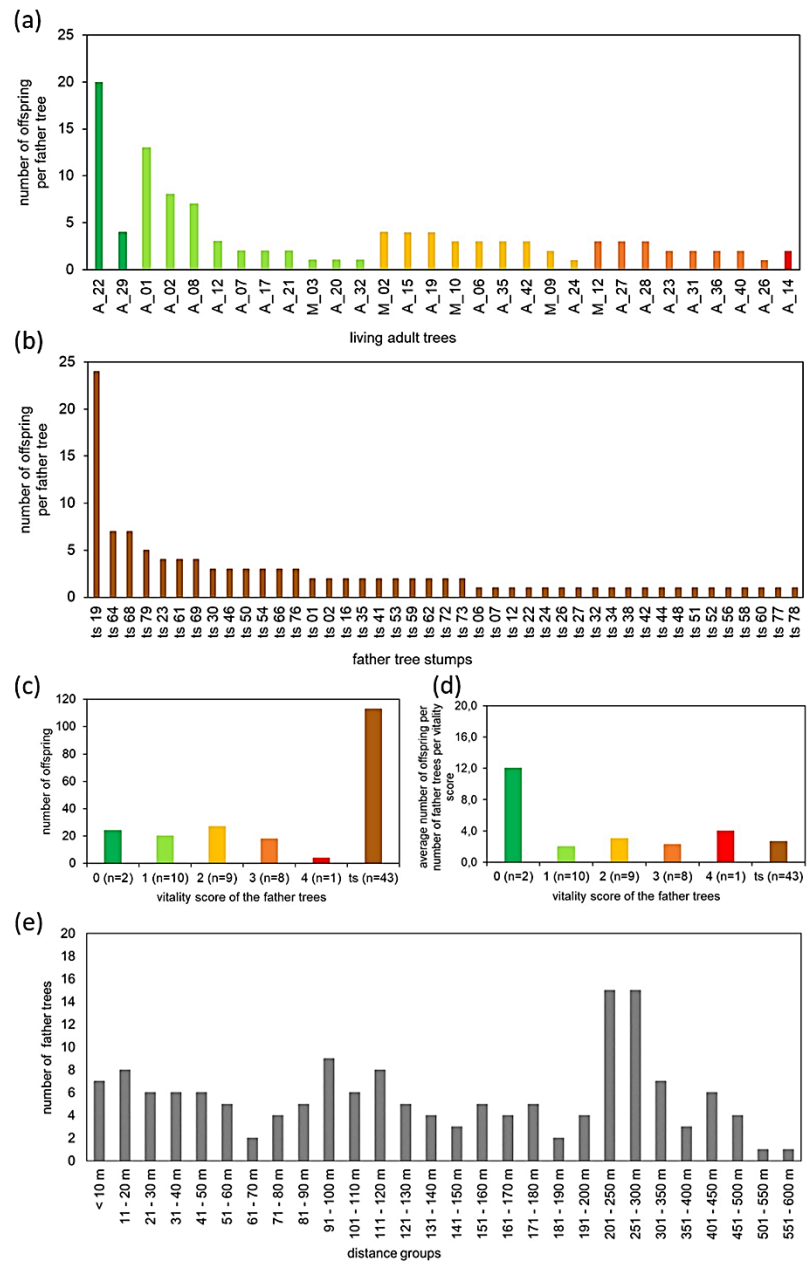 (a)
number of offspring
per father tree
25
20
15
10
5
0
A_22 A_29 A_01 A_02 A_08 A_12 A_07 A_17 A_21 M_03 A_20 A_32 M_02 A_15 A_19 M_10 A_06 A_35 A_42 M_09 A_24 M_12 A_27 A_28 A_23 A_31 A_36 A_40 A_26 A_14
living adult trees
(b)
number of offspring
per father tree
25
20
15
10
5
0
ts 19 ts 64 ts 68 ts 79 ts 23 ts 61 ts 69 ts 30 ts 46 ts 50 ts 54 ts 66 ts 76 ts 01 ts 02 ts 16 ts 35 ts 41 ts 53 ts 59 ts 62 ts 72 ts 73 ts 06 ts 07 ts 12 ts 22 ts 24 ts 26 ts 27 ts 32 ts 34 ts 38 ts 42 ts 44 ts 48 ts 51 ts 52 ts 56 ts 58 ts 60 ts 77 ts 78
father tree stumps
(c)
number of offspring
120
100
80
60
40
20
0
0 (n=2) 1 (n=10) 2 (n=9) 3 (n=8) 4 (n=1) ts (n=43)
vitality score of the father trees
(d)
average number of offspring per
number of father trees per vitality
score
20,0
16,0
12,0
8,0
4,0
0,0
0 (n=2) 1 (n=10) 2 (n=9) 3 (n=8) 4 (n=1) ts (n=43)
vitality score of the father trees
(e)
number of father trees
20
18
16
14
12
10
8
6
4
2
0
< 10 m 11 - 20 m 21 - 30 m 31 - 40 m 41 - 50 m 51 - 60 m 61 - 70 m 71 - 80 m 81 - 90 m 91 - 100 m 101 - 110 m 111 - 120 m 121 - 130 m 131 - 140 m 141 - 150 m 151 - 160 m 161 - 170 m 171 - 180 m 181 - 190 m 191 - 200 m 201 - 250 m 251 - 300 m 301 - 350 m 351 - 400 m 401 - 450 m 451 - 500 m 501 - 550 m 551 - 600 m
distance groups